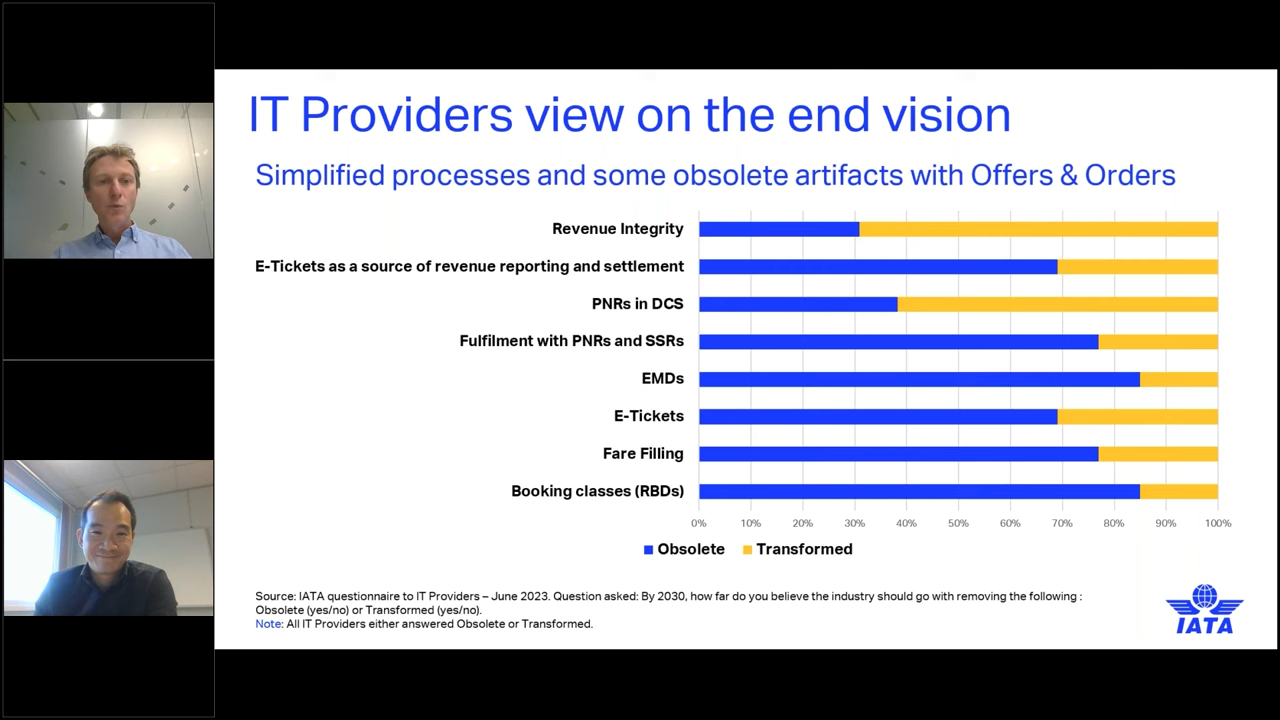 IT Providers view on the end vision
Simplified processes and some obsolete artifacts with Offers & Orders
Revenue Integrity
E-Tickets as a source of revenue reporting and settlement
PNRs in DCS
Fulfilment with PNRs and SSRs
EMDs
E-Tickets
Fare Filling
Booking classes (RBDs)
0% 10% 20% 30% 40% 50% 60% 70% 80% 90% 100%
Obsolete Transformed
Source: IATA questionnaire to IT Providers – June 2023. Question asked: By 2030, how far do you believe the industry should go with removing the following :
Obsolete (yes/no) or Transformed (yes/no).
Note: All IT Providers either answered Obsolete or Transformed.
IATA